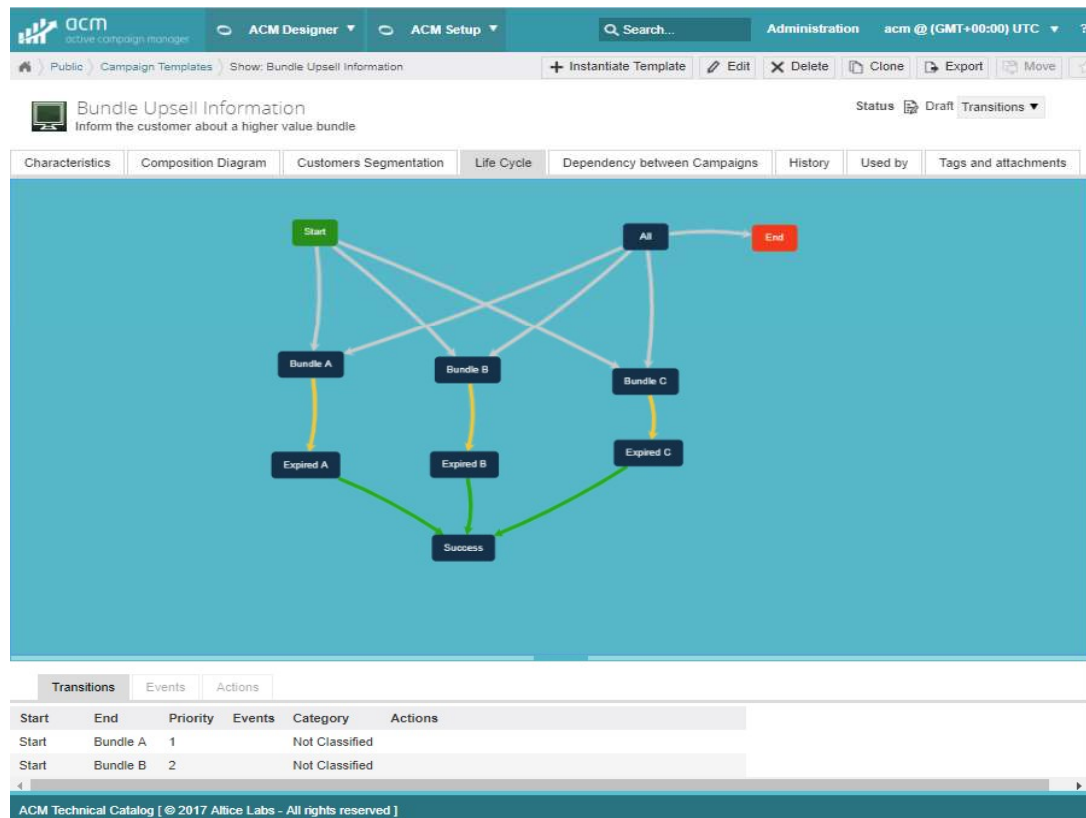 acm
active campaign manager
ACM Designer ▼ ACM Setup ▼ Search... Administration acm @ (GMT+00:00) UTC ▼ ?
Public Campaign Templates Show: Bundle Upsell Information + Instantiate Template Edit Delete Clone Export Move
Bundle Upsell Information
Inform the customer about a higher value bundle
Status Draft Transitions ▼
Characteristics Composition Diagram Customers Segmentation Life Cycle Dependency between Campaigns History Used by Tags and attachments
Start All End
Bundle A Bundle B Bundle C
Expired A Expired B Expired C
Success
Transitions Events Actions
Start End Priority Events Category Actions
Start Bundle A 1 Not Classified
Start Bundle B 2 Not Classified
ACM Technical Catalog [ © 2017 Altice Labs - All rights reserved ]